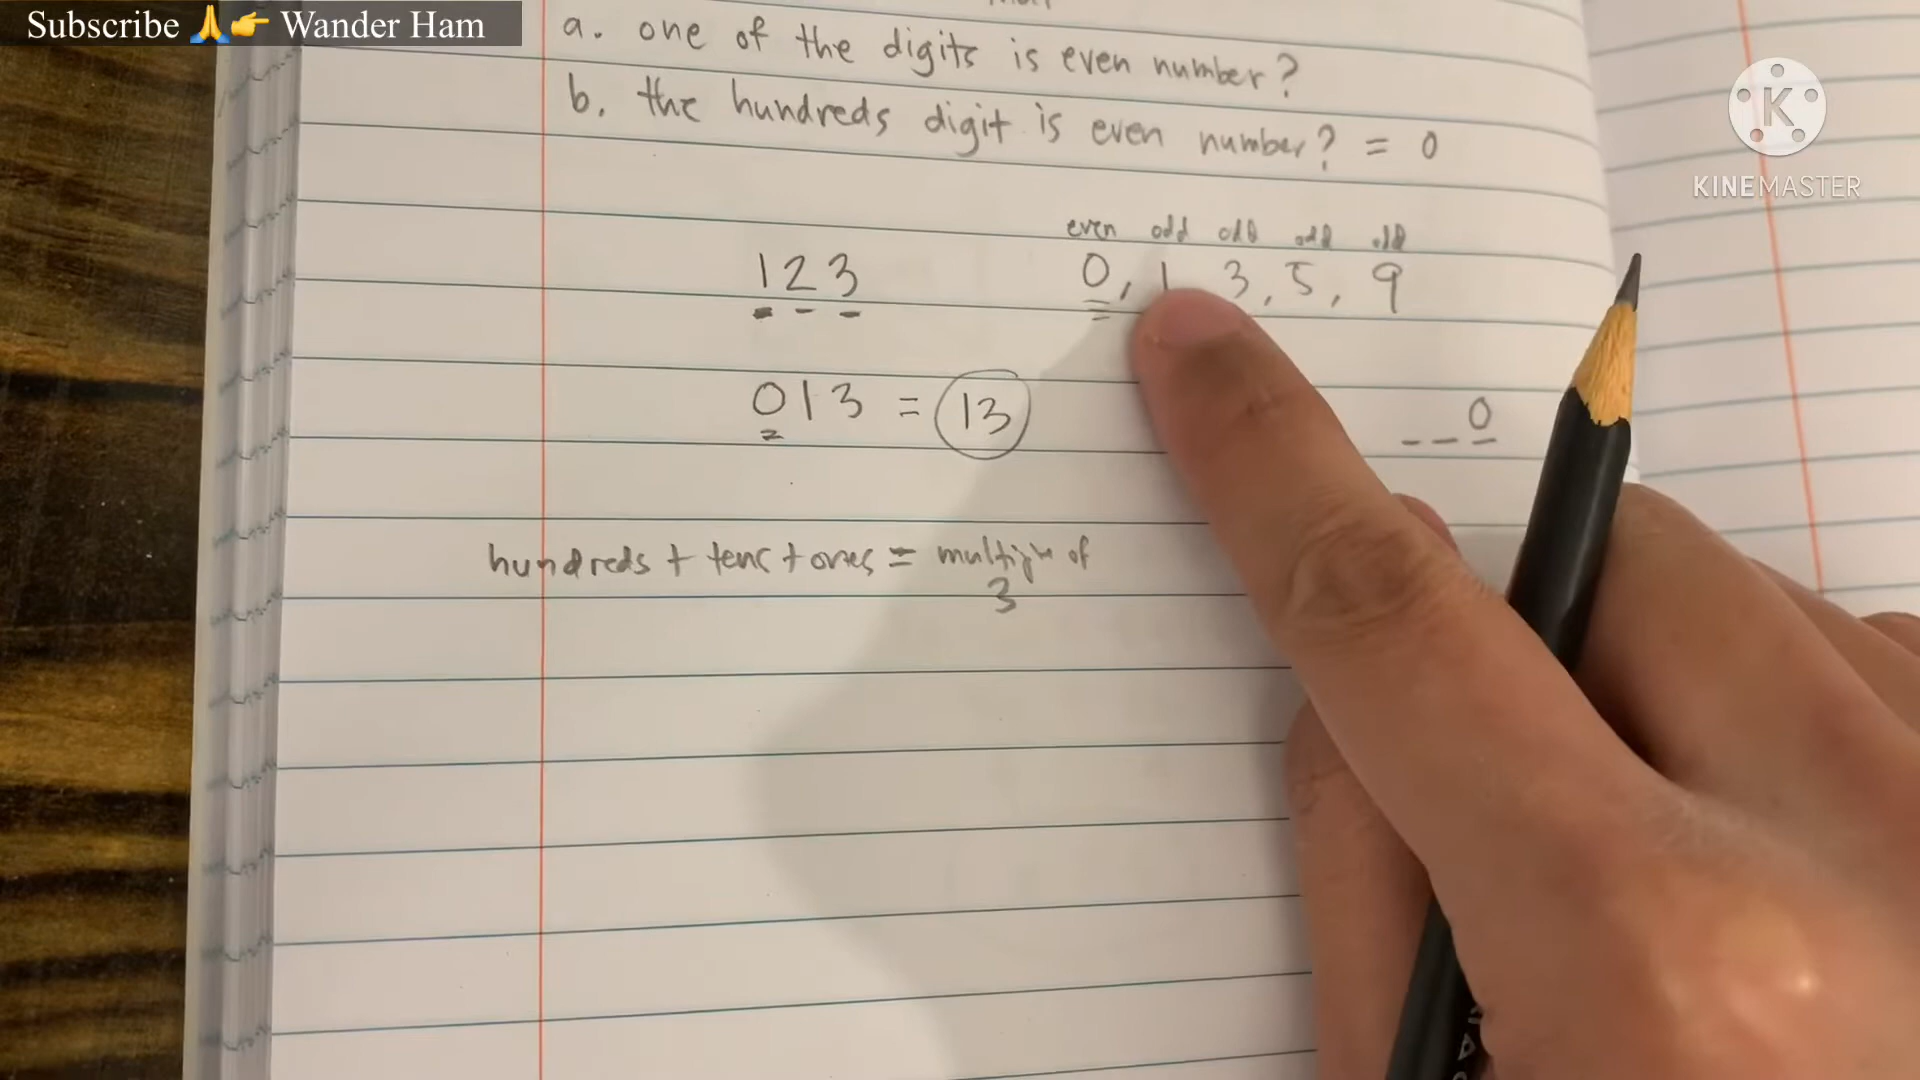 Subscribe 🙏👉 Wander Ham
a. one of the digits is even number?
b. the hundreds digit is even number? = 0
KINEMASTER
even odd odd odd odd
123
0, 1 3, 5, 9
013 = 13
0
hundreds + tens + ones = multiple of
3